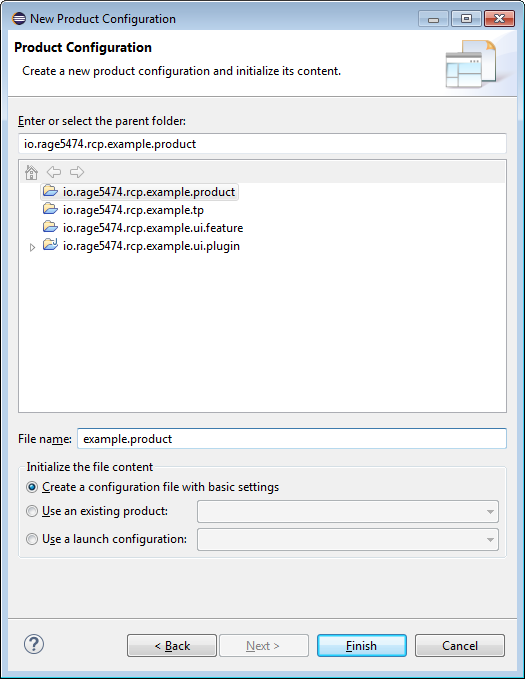 New Product Configuration
Product Configuration
Create a new product configuration and initialize its content.
Enter or select the parent folder:
io.rage5474.rcp.example.product
io.rage5474.rcp.example.product
io.rage5474.rcp.example.tp
io.rage5474.rcp.example.ui.feature
io.rage5474.rcp.example.ui.plugin
File name: example.product
Initialize the file content
Create a configuration file with basic settings
Use an existing product:
Use a launch configuration:
? < Back Next > Finish Cancel